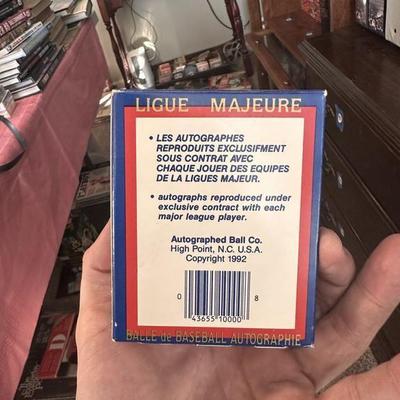 LIGUE MAJEURE
• LES AUTOGRAPHES
REPRODUITS EXCLUSIFMENT
SOUS CONTRAT AVEC
CHAQUE JOUER DES EQUIPES
DE LA LIGUES MAJEUR.
• autographs reproduced under
exclusive contract with each
major league player.
Autographed Ball Co.
High Point, N.C. U.S.A.
Copyright 1992
0 43655 10000 8
BALLE de BASEBALL AUTOGRAPHIE